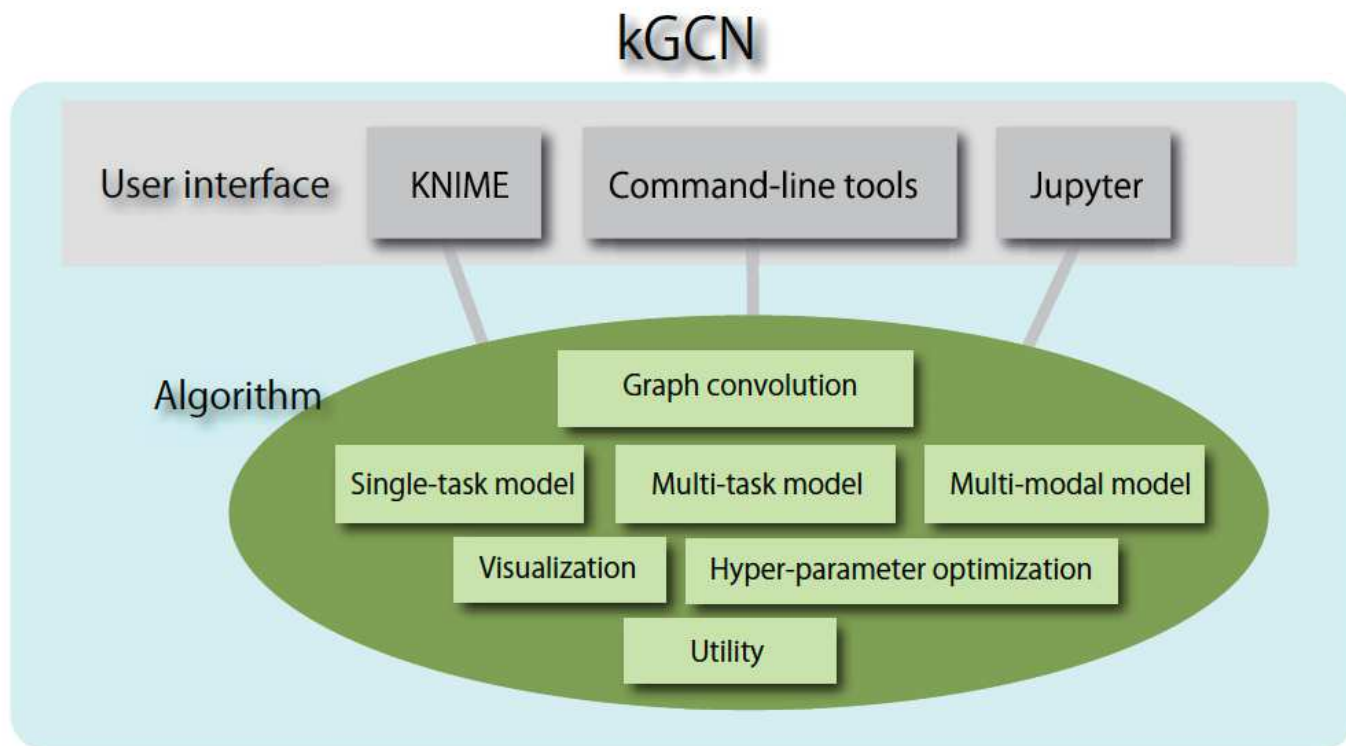 kGCN
User interface
KNIME
Command-line tools
Jupyter
Algorithm
Graph convolution
Single-task model
Multi-task model
Multi-modal model
Visualization
Hyper-parameter optimization
Utility